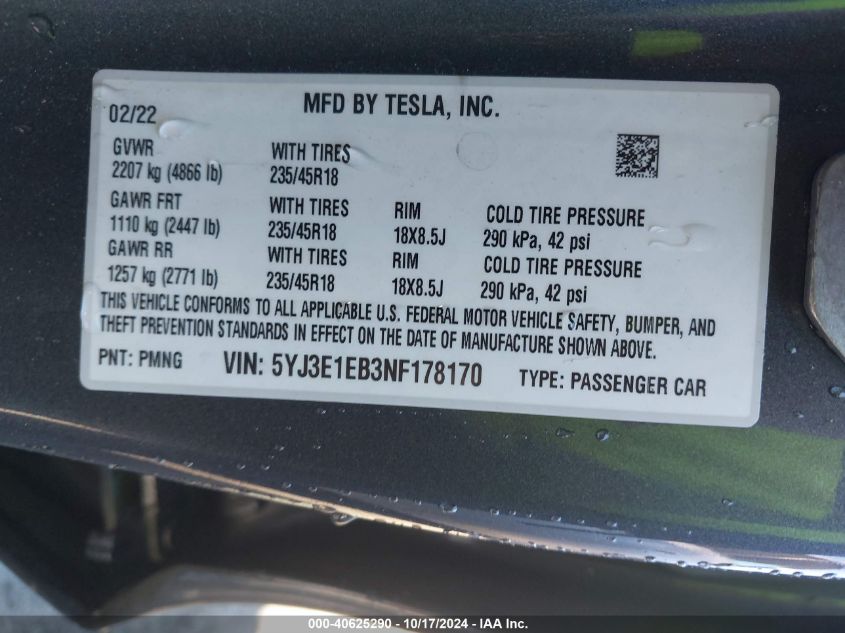 02/22 MFD BY TESLA, INC.
GVWR WITH TIRES
2207 kg (4866 lb) 235/45R18
GAWR FRT WITH TIRES RIM COLD TIRE PRESSURE
1110 kg (2447 lb) 235/45R18 18X8.5J 290 kPa, 42 psi
GAWR RR WITH TIRES RIM COLD TIRE PRESSURE
1257 kg (2771 lb) 235/45R18 18X8.5J 290 kPa, 42 psi
THIS VEHICLE CONFORMS TO ALL APPLICABLE U.S. FEDERAL MOTOR VEHICLE SAFETY, BUMPER, AND
THEFT PREVENTION STANDARDS IN EFFECT ON THE DATE OF MANUFACTURE SHOWN ABOVE.
PNT: PMNG VIN: 5YJ3E1EB3NF178170 TYPE: PASSENGER CAR
000-40625290 - 10/17/2024 - IAA Inc.